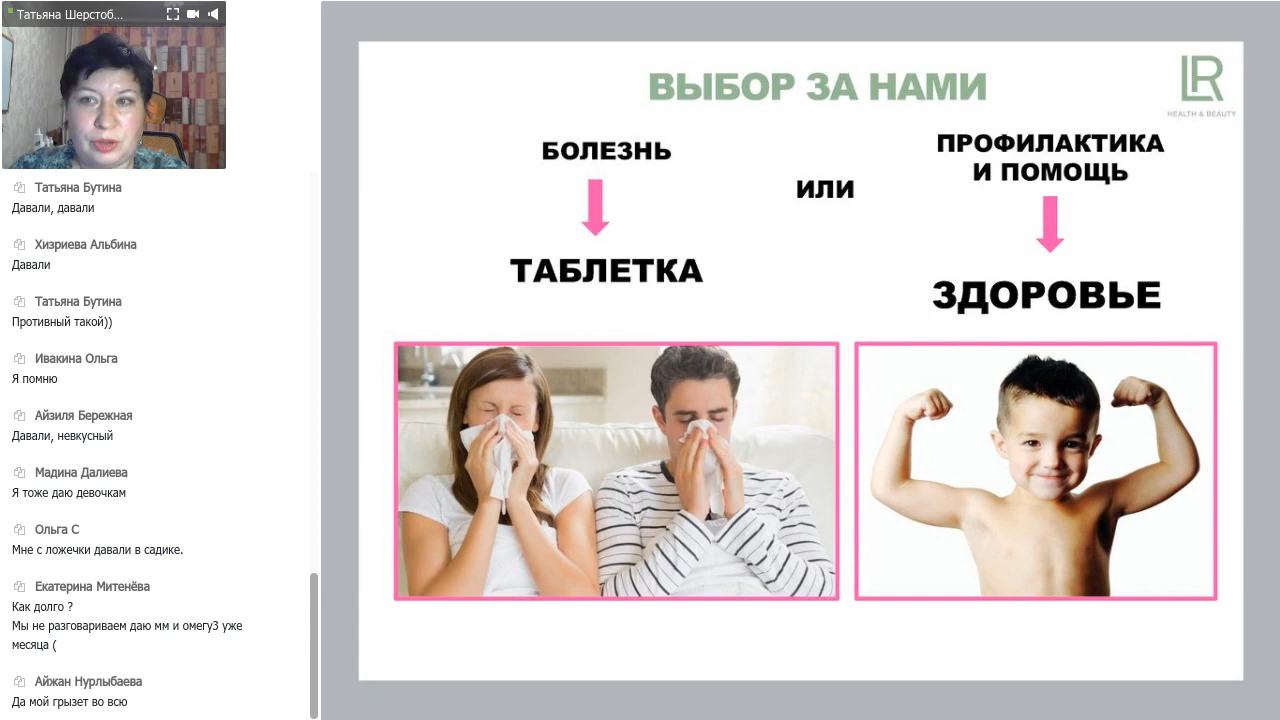 Татьяна Шерстоб...
Татьяна Бутина
Давали, давали
Хизриева Альбина
Давали
Татьяна Бутина
Противный такой))
Ивакина Ольга
Я помню
Айзиля Бережная
Давали, невкусный
Мадина Далиева
Я тоже даю девочкам
Ольга С
Мне с ложечки давали в садике.
Екатерина Митенёва
Как долго ?
Мы не разговариваем даю мм и омегу3 уже
месяца (
Айжан Нурлыбаева
Да мой грызет во всю
ВЫБОР ЗА НАМИ
LR
HEALTH & BEAUTY
БОЛЕЗНЬ
ИЛИ
ПРОФИЛАКТИКА
И ПОМОЩЬ
ТАБЛЕТКА
ЗДОРОВЬЕ